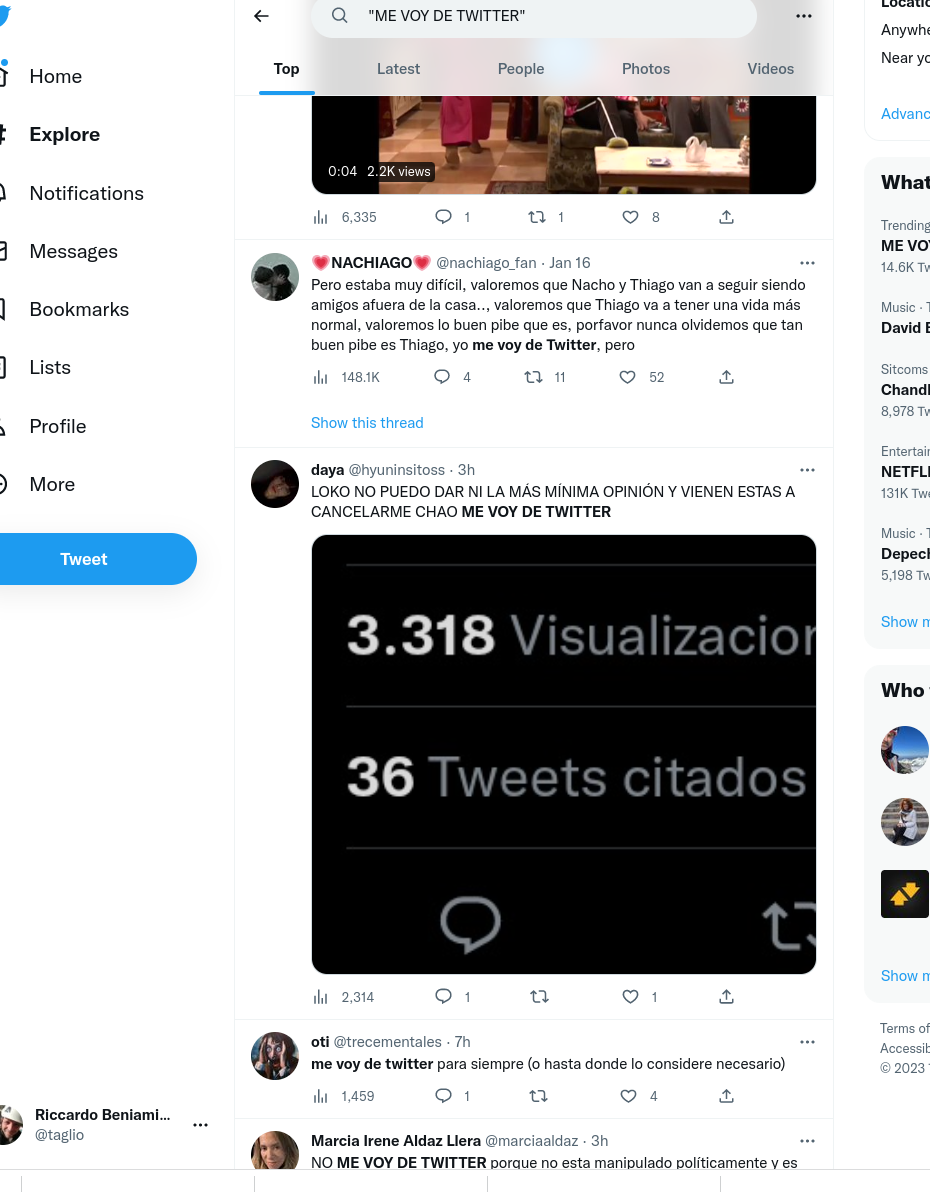 "ME VOY DE TWITTER"
Top
Latest
People
Photos
Videos
Home
Explore
Notifications
Messages
Bookmarks
Lists
Profile
More
Tweet
Riccardo Beniami...
@taglio
0:04 2.2K views
6,335 1 1 8
NACHIAGO @nachiago_fan · Jan 16
Pero estaba muy difícil, valoremos que Nacho y Thiago van a seguir siendo
amigos afuera de la casa.., valoremos que Thiago va a tener una vida más
normal, valoremos lo buen pibe que es, porfavor nunca olvidemos que tan
buen pibe es Thiago, yo me voy de Twitter, pero
148.1K 4 11 52
Show this thread
daya @hyuninsitoss · 3h
LOKO NO PUEDO DAR NI LA MÁS MÍNIMA OPINIÓN Y VIENEN ESTAS A
CANCELARME CHAO ME VOY DE TWITTER
3.318 Visualizacior
36 Tweets citados
2,314 1 1
oti @trecementales · 7h
me voy de twitter para siempre (o hasta donde lo considere necesario)
1,459 1 4
Marcia Irene Aldaz Llera @marciaaldaz · 3h
NO ME VOY DE TWITTER porque no esta manipulado políticamente y es
Locatio
Anywhe
Near yo
Advanc
What
Trending
ME VOY
14.6K Tw
Music · T
David B
Sitcoms
Chandl
8,978 Tw
Entertain
NETFLI
131K Twe
Music · T
Depech
5,198 Tw
Show m
Who
Show m
Terms of
Accessib
© 2023